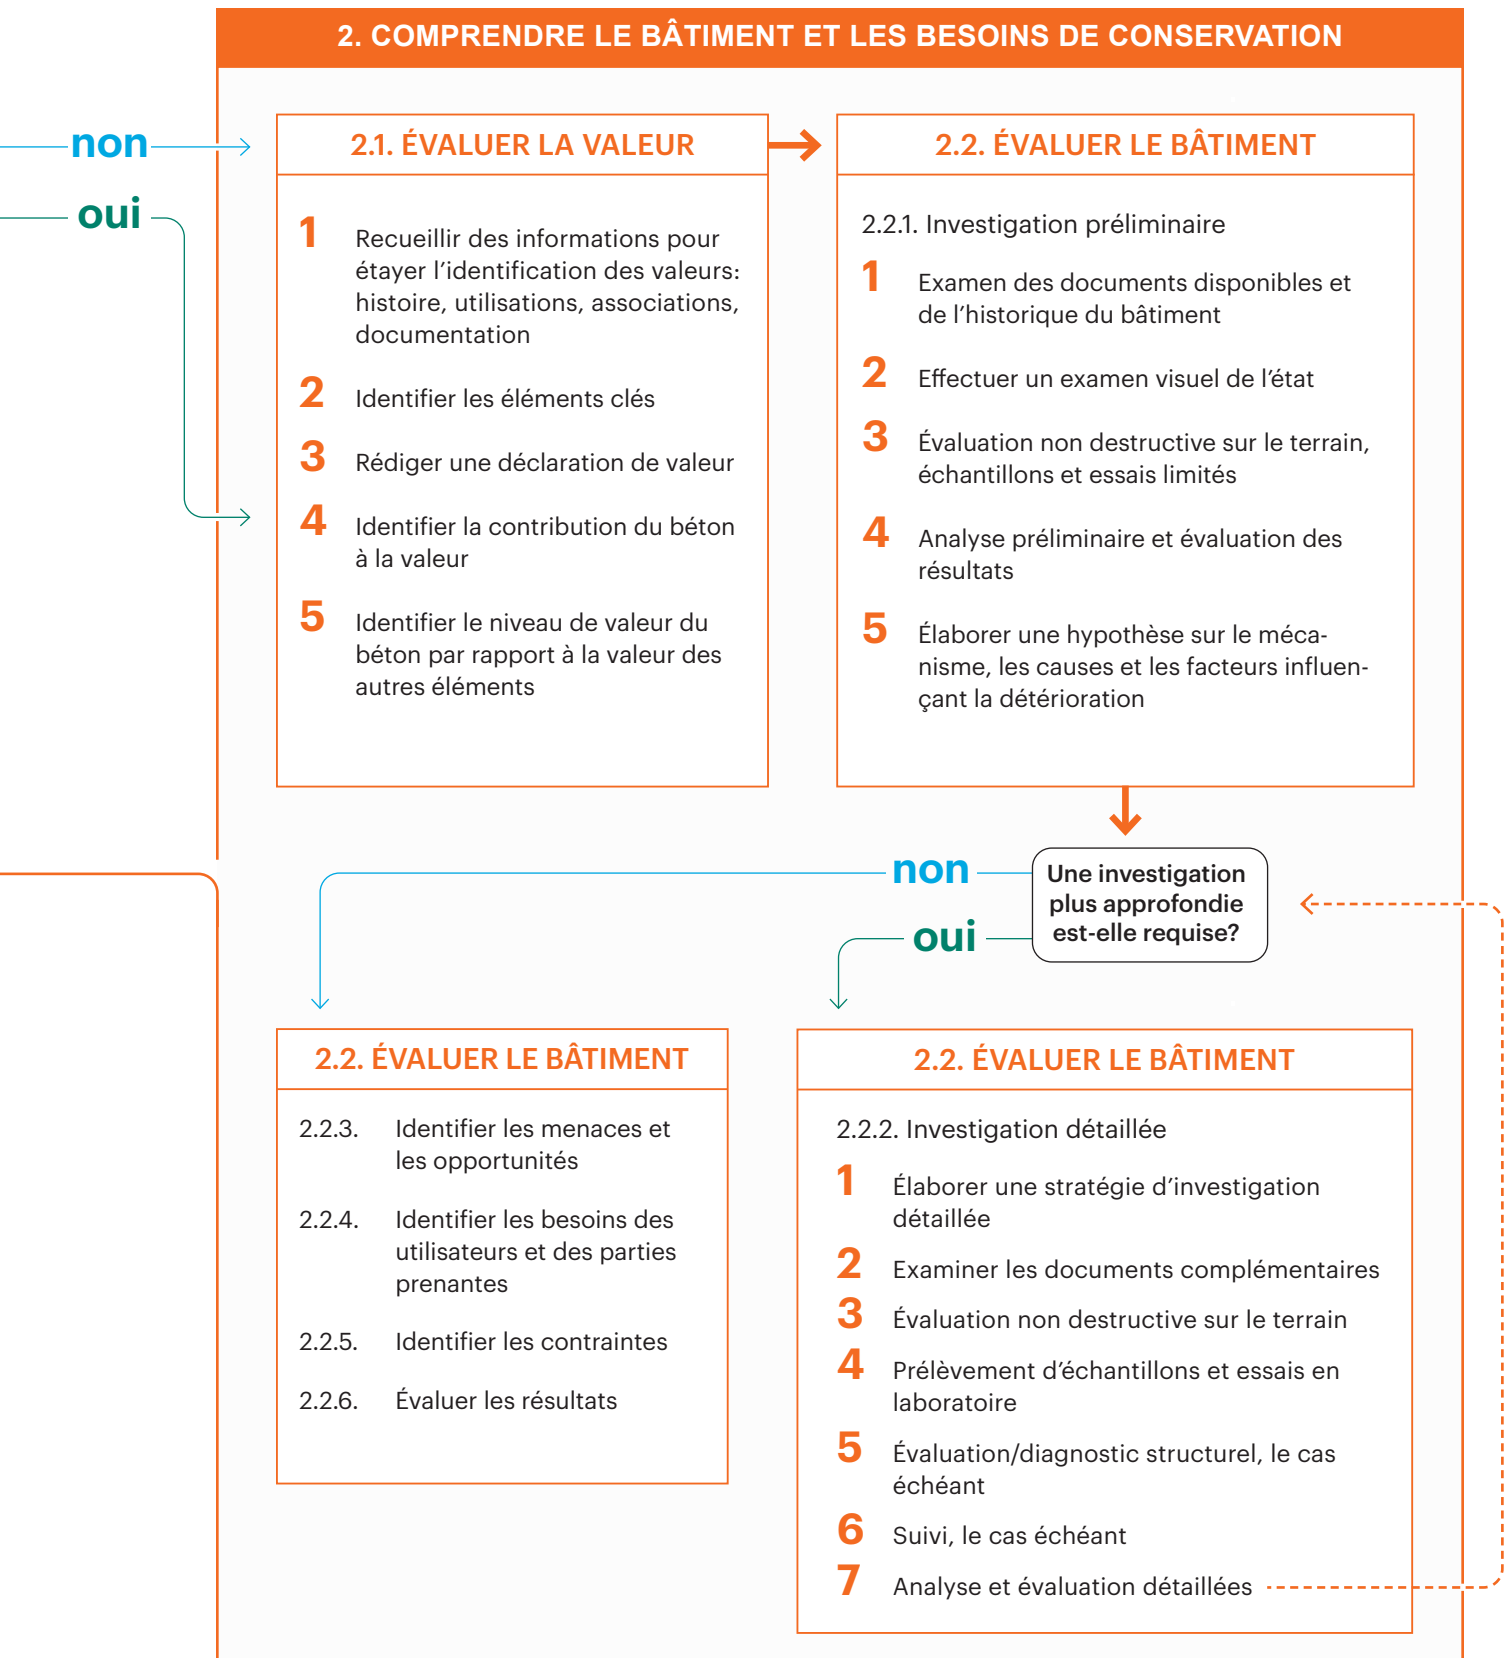 2. COMPRENDRE LE BÂTIMENT ET LES BESOINS DE CONSERVATION
non
oui
2.1. ÉVALUER LA VALEUR
1 Recueillir des informations pour
étayer l’identification des valeurs:
histoire, utilisations, associations,
documentation
2 Identifier les éléments clés
3 Rédiger une déclaration de valeur
4 Identifier la contribution du béton
à la valeur
5 Identifier le niveau de valeur du
béton par rapport à la valeur des
autres éléments
2.2. ÉVALUER LE BÂTIMENT
2.2.1. Investigation préliminaire
1 Examen des documents disponibles et
de l’historique du bâtiment
2 Effectuer un examen visuel de l’état
3 Évaluation non destructive sur le terrain,
échantillons et essais limités
4 Analyse préliminaire et évaluation des
résultats
5 Élaborer une hypothèse sur le méca-
nisme, les causes et les facteurs influen-
çant la détérioration
Une investigation
plus approfondie
est-elle requise?
non
oui
2.2. ÉVALUER LE BÂTIMENT
2.2.3. Identifier les menaces et
les opportunités
2.2.4. Identifier les besoins des
utilisateurs et des parties
prenantes
2.2.5. Identifier les contraintes
2.2.6. Évaluer les résultats
2.2. ÉVALUER LE BÂTIMENT
2.2.2. Investigation détaillée
1 Élaborer une stratégie d’investigation
détaillée
2 Examiner les documents complémentaires
3 Évaluation non destructive sur le terrain
4 Prélèvement d’échantillons et essais en
laboratoire
5 Évaluation/diagnostic structurel, le cas
échéant
6 Suivi, le cas échéant
7 Analyse et évaluation détaillées